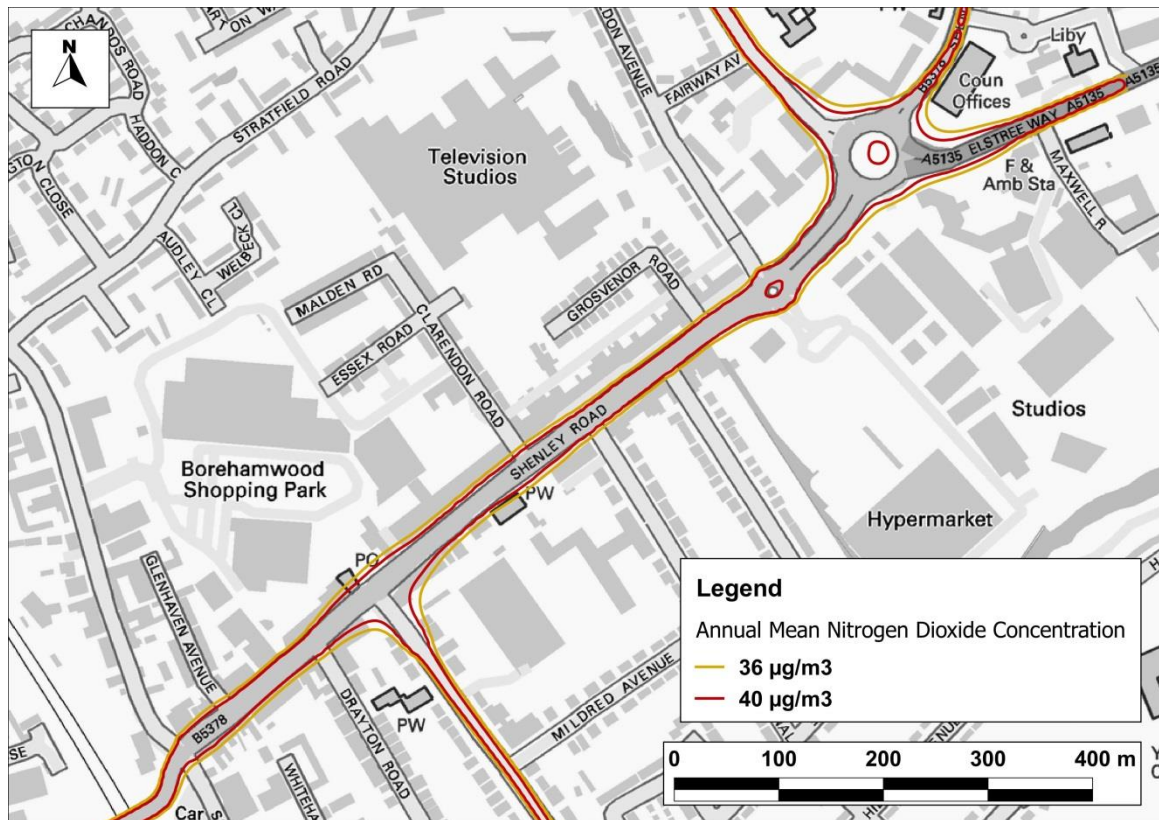 N
CHANDOS ROAD
HADDON C
STRATFIELD ROAD
GTON CLOSE
AUDLEY CL
WELBECK CL
Television
Studios
DON AVENUE
FAIRWAY AV
PW
B5378
Coun
Offices
Liby
A5135
A5135 ELSTREE WAY A5135
F &
Amb Sta
MAXWELL R
MALDEN RD
ESSEX ROAD
CLARENDON ROAD
GROSVENOR
ROAD
SHENLEY ROAD
Studios
Borehamwood
Shopping Park
PW
Hypermarket
PO
GLENHAVEN AVENUE
B5378
DRAYTON ROAD
PW
MILDRED AVENUE
WHITEHA
Car
SE
Legend
Annual Mean Nitrogen Dioxide Concentration
36 µg/m3
40 µg/m3
0 100 200 300 400 m